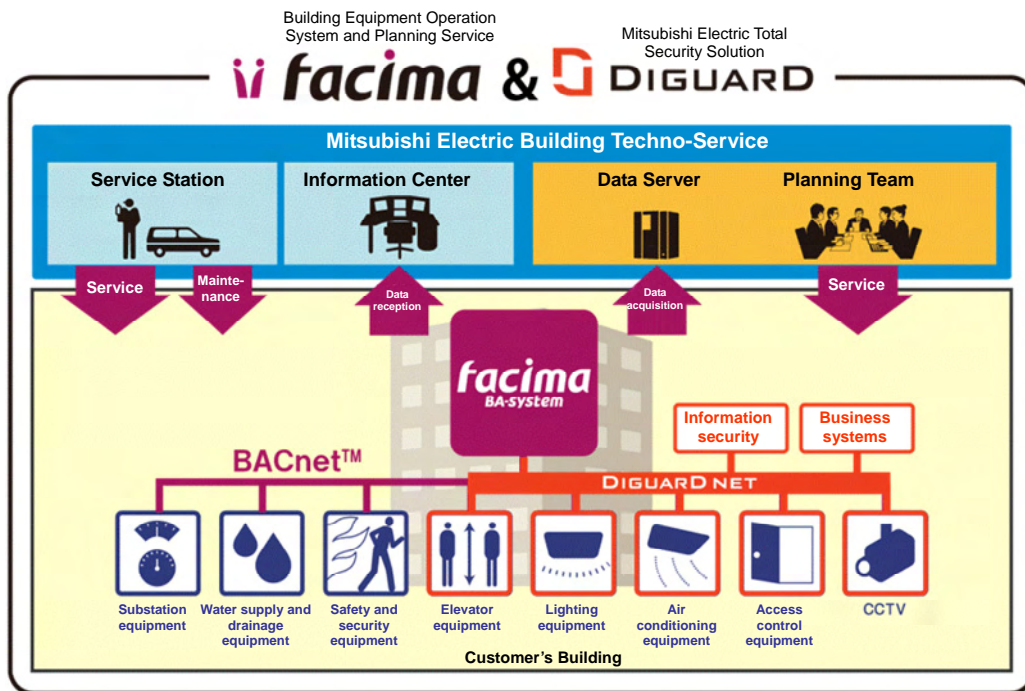 Building Equipment Operation
System and Planning Service
Mitsubishi Electric Total
Security Solution
facima & DIGUARD
Mitsubishi Electric Building Techno-Service
Service Station
Information Center
Data Server
Planning Team
Service
Mainte-
nance
Data
reception
Data
acquisition
Service
facima
BA-system
Information
security
Business
systems
BACnet™
DIGUARD NET
Substation
equipment
Water supply and
drainage
equipment
Safety and
security
equipment
Elevator
equipment
Lighting
equipment
Air
conditioning
equipment
Access
control
equipment
CCTV
Customer's Building